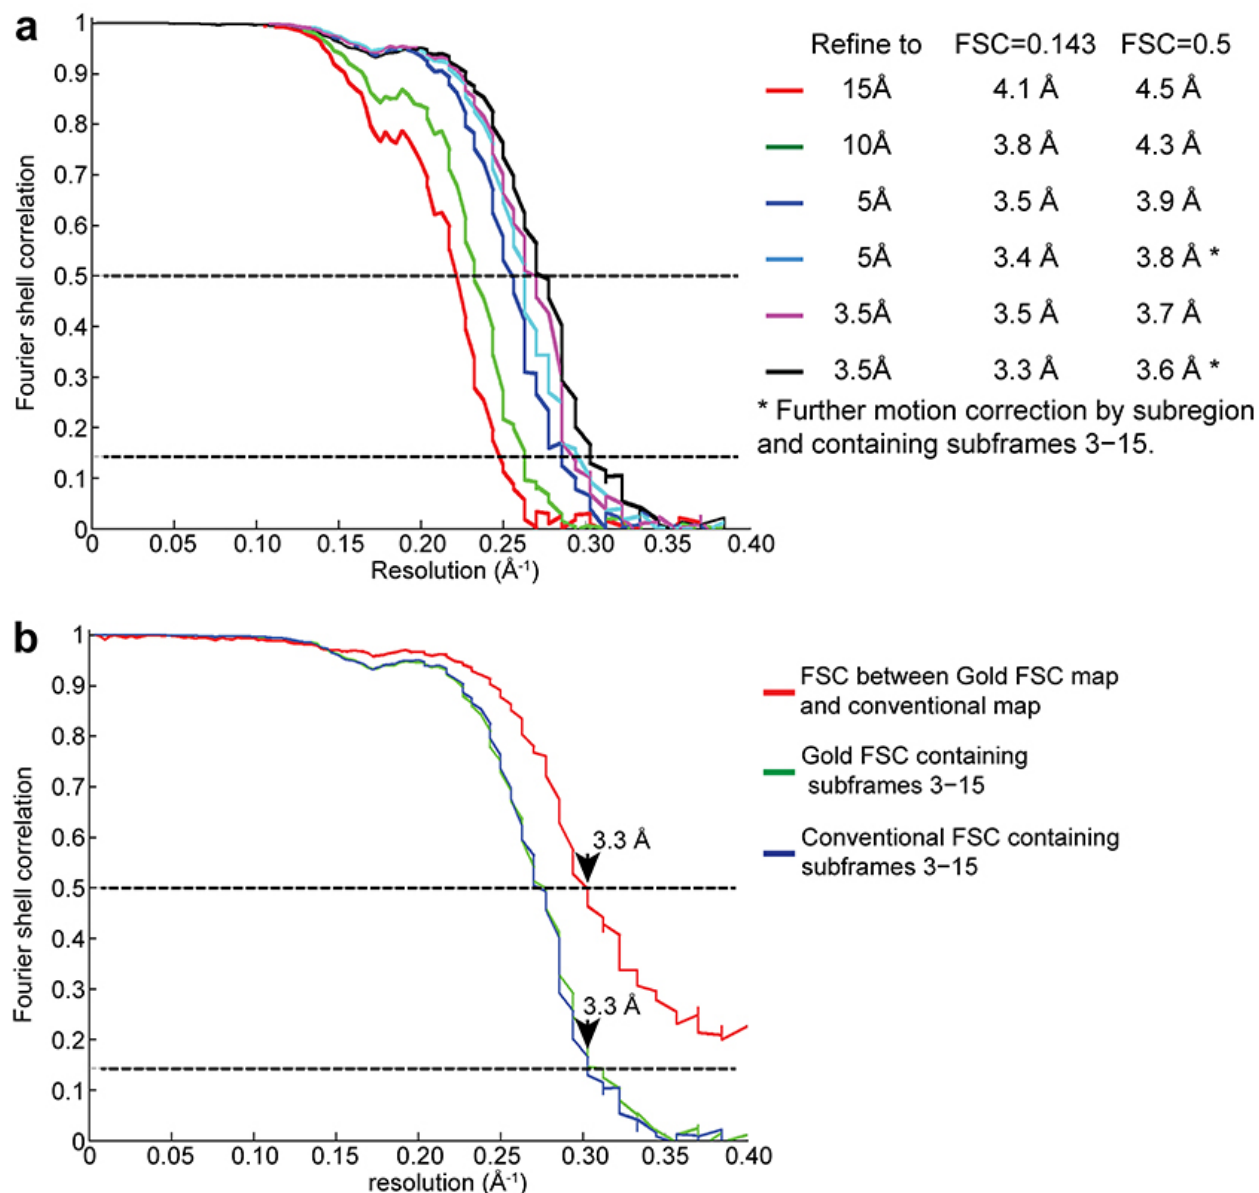 a
Refine to FSC=0.143 FSC=0.5
15Å 4.1 Å 4.5 Å
10Å 3.8 Å 4.3 Å
5Å 3.5 Å 3.9 Å
5Å 3.4 Å 3.8 Å *
3.5Å 3.5 Å 3.7 Å
3.5Å 3.3 Å 3.6 Å *
* Further motion correction by subregion
and containing subframes 3−15.
Fourier shell correlation
1
0.9
0.8
0.7
0.6
0.5
0.4
0.3
0.2
0.1
0
0 0.05 0.10 0.15 0.20 0.25 0.30 0.35 0.40
Resolution (Å-1)
b
FSC between Gold FSC map
and conventional map
Gold FSC containing
subframes 3−15
Conventional FSC containing
subframes 3−15
3.3 Å
3.3 Å
Fourier shell correlation
1
0.9
0.8
0.7
0.6
0.5
0.4
0.3
0.2
0.1
0
0 0.05 0.10 0.15 0.20 0.25 0.30 0.35 0.40
resolution (Å-1)